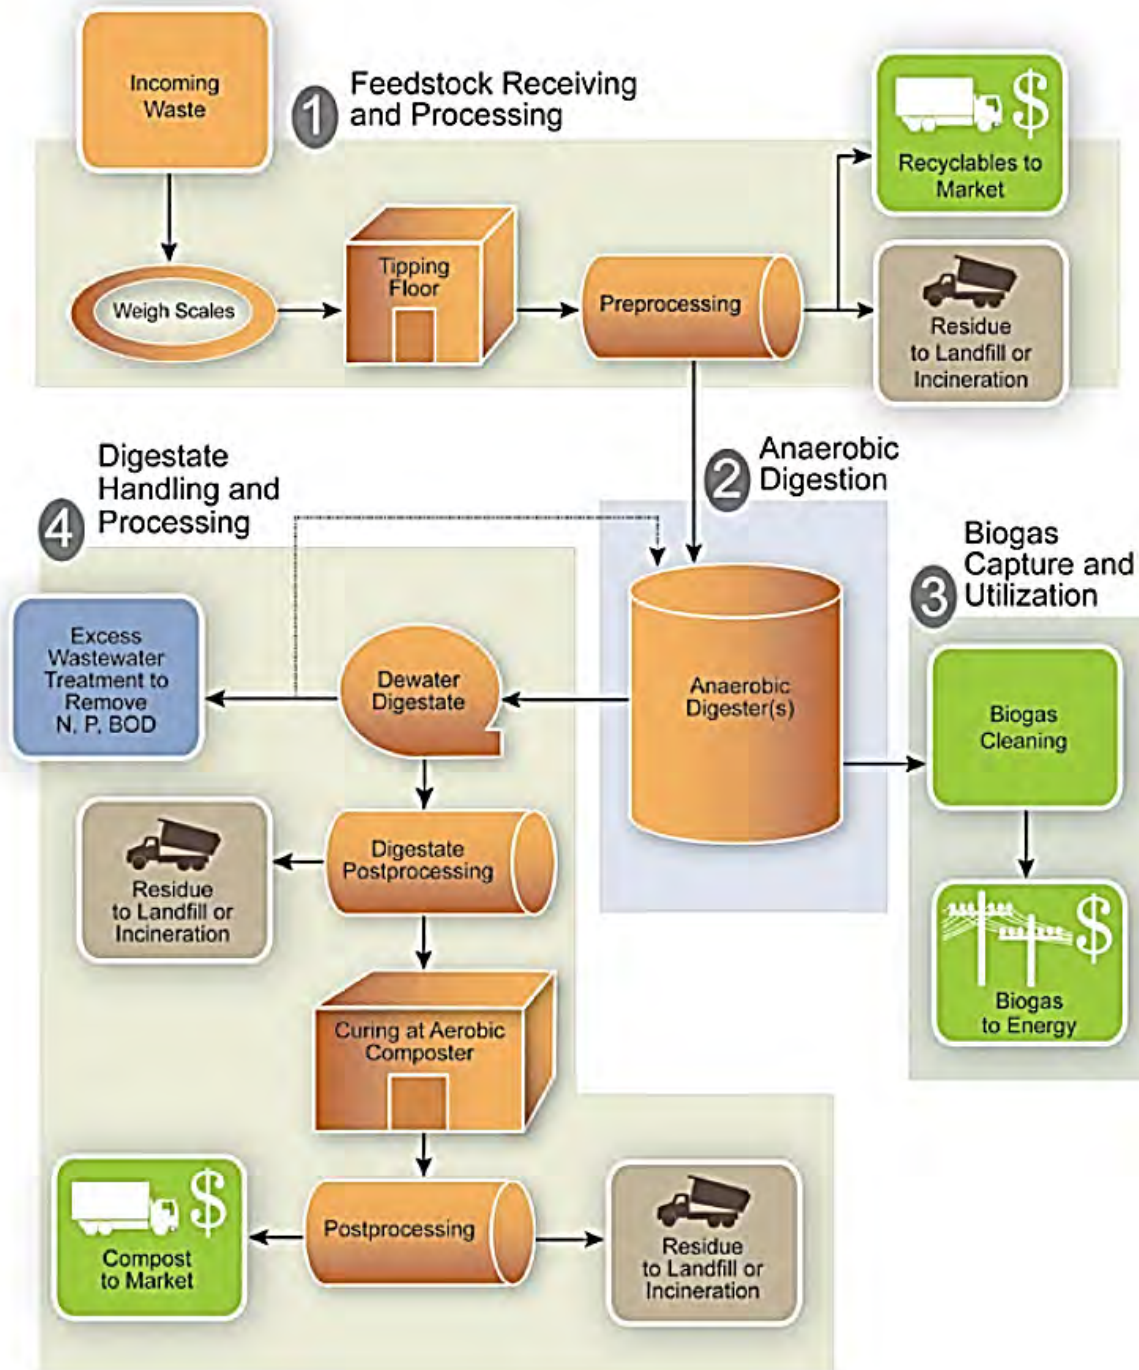 Incoming
Waste
1
Feedstock Receiving
and Processing
$
Recyclables to
Market
Weigh Scales
Tipping
Floor
Preprocessing
Residue
to Landfill or
Incineration
2
Anaerobic
Digestion
Anaerobic
Digester(s)
3
Biogas
Capture and
Utilization
Biogas
Cleaning
$
Biogas
to Energy
4
Digestate
Handling and
Processing
Excess
Wastewater
Treatment to
Remove
N, P, BOD
Dewater
Digestate
Residue
to Landfill or
Incineration
Digestate
Postprocessing
Curing at Aerobic
Composter
$
Compost
to Market
Postprocessing
Residue
to Landfill or
Incineration